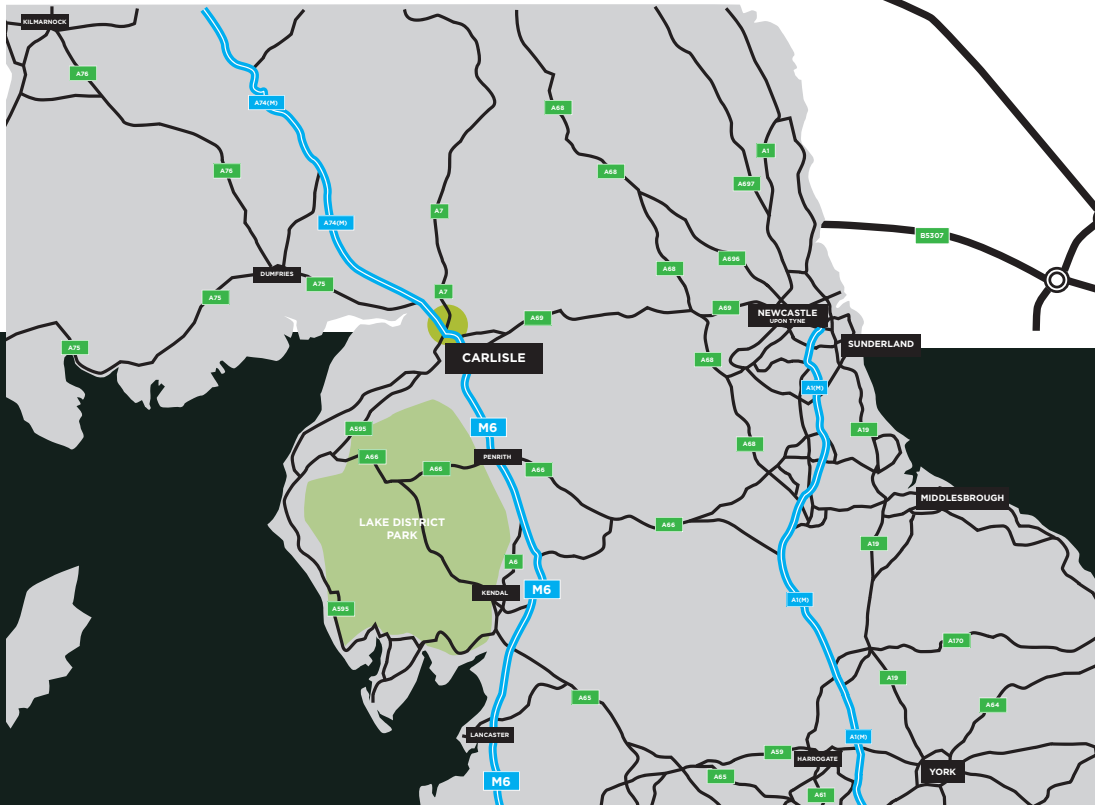 KILMARNOCK
A76
A74(M)
A68
A1
A76
A68
A697
A7
A74(M)
B5307
A696
A68
DUMFRIES
A75
A7
A75
A69
A69
NEWCASTLE
UPON TYNE
SUNDERLAND
A75
CARLISLE
A68
A1(M)
M6
A595
A19
A68
A66
PENRITH
A66
A66
MIDDLESBROUGH
LAKE DISTRICT
PARK
A66
A19
A6
KENDAL
M6
A1(M)
A595
A170
A19
A65
A64
LANCASTER
A1(M)
A59
HARROGATE
YORK
A65
M6
A61